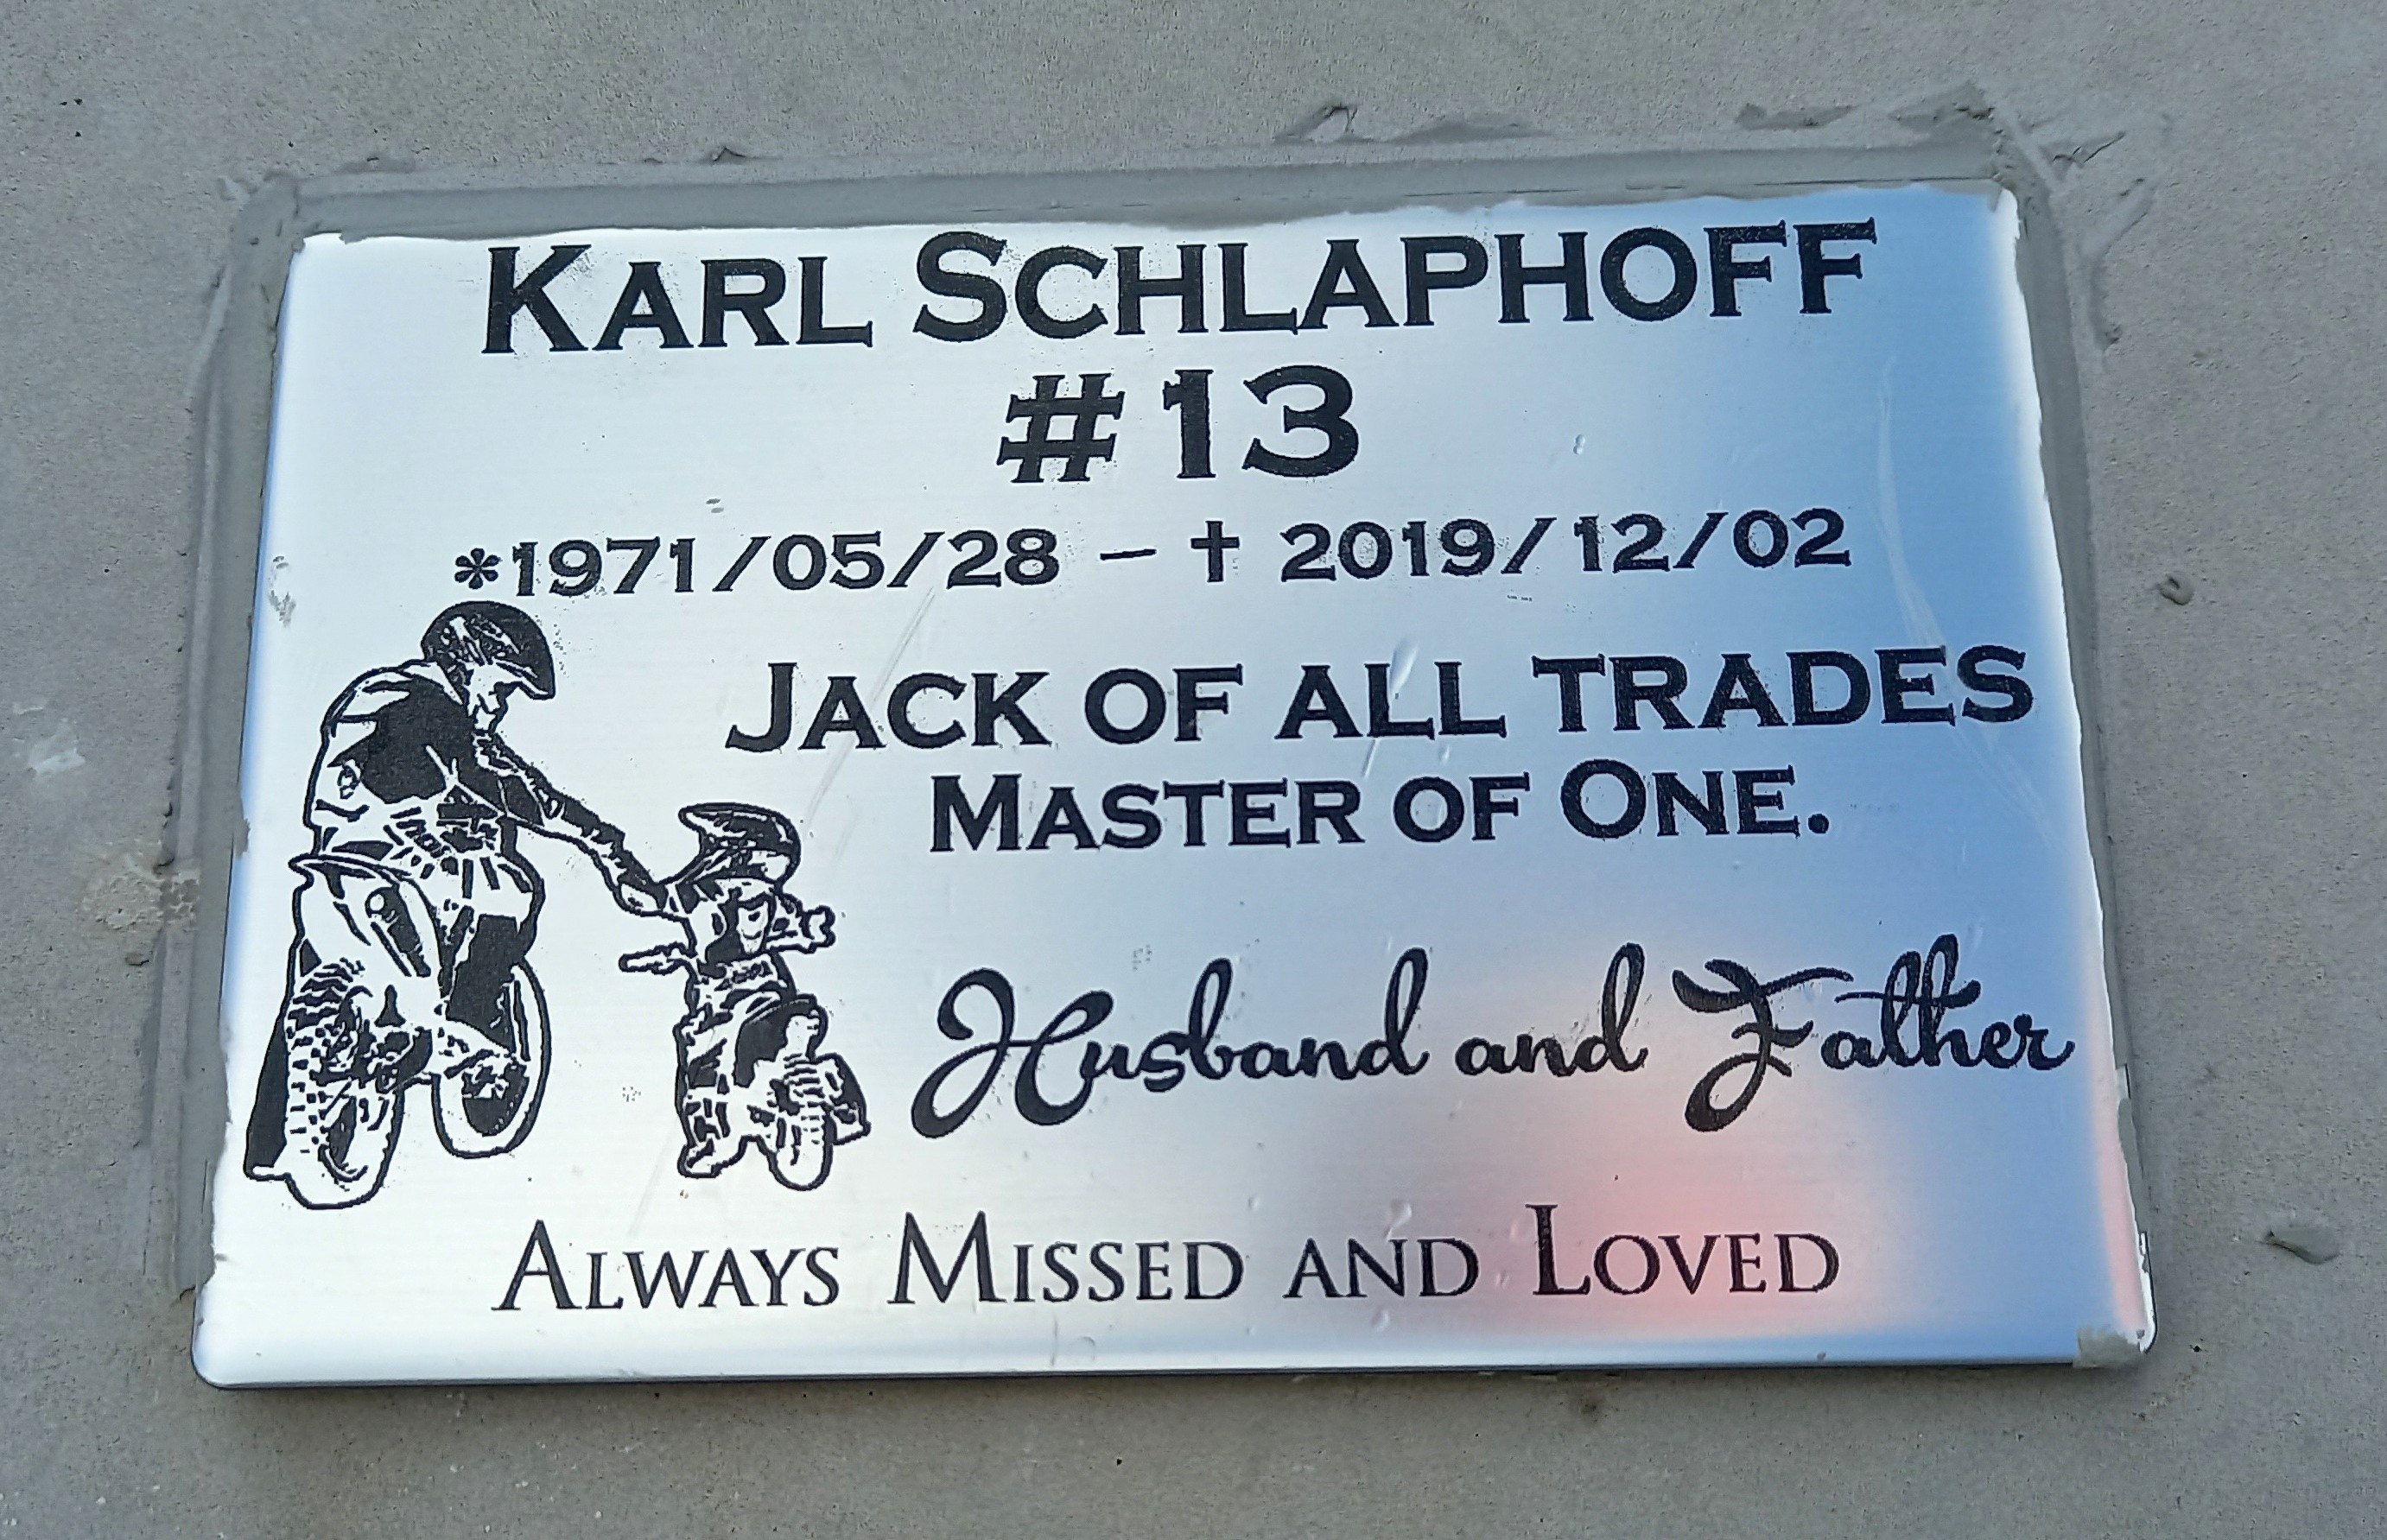 KARL SCHLAPHOFF
#13
*1971/05/28 – † 2019/12/02
JACK OF ALL TRADES
MASTER OF ONE.
Husband and Father
ALWAYS MISSED AND LOVED